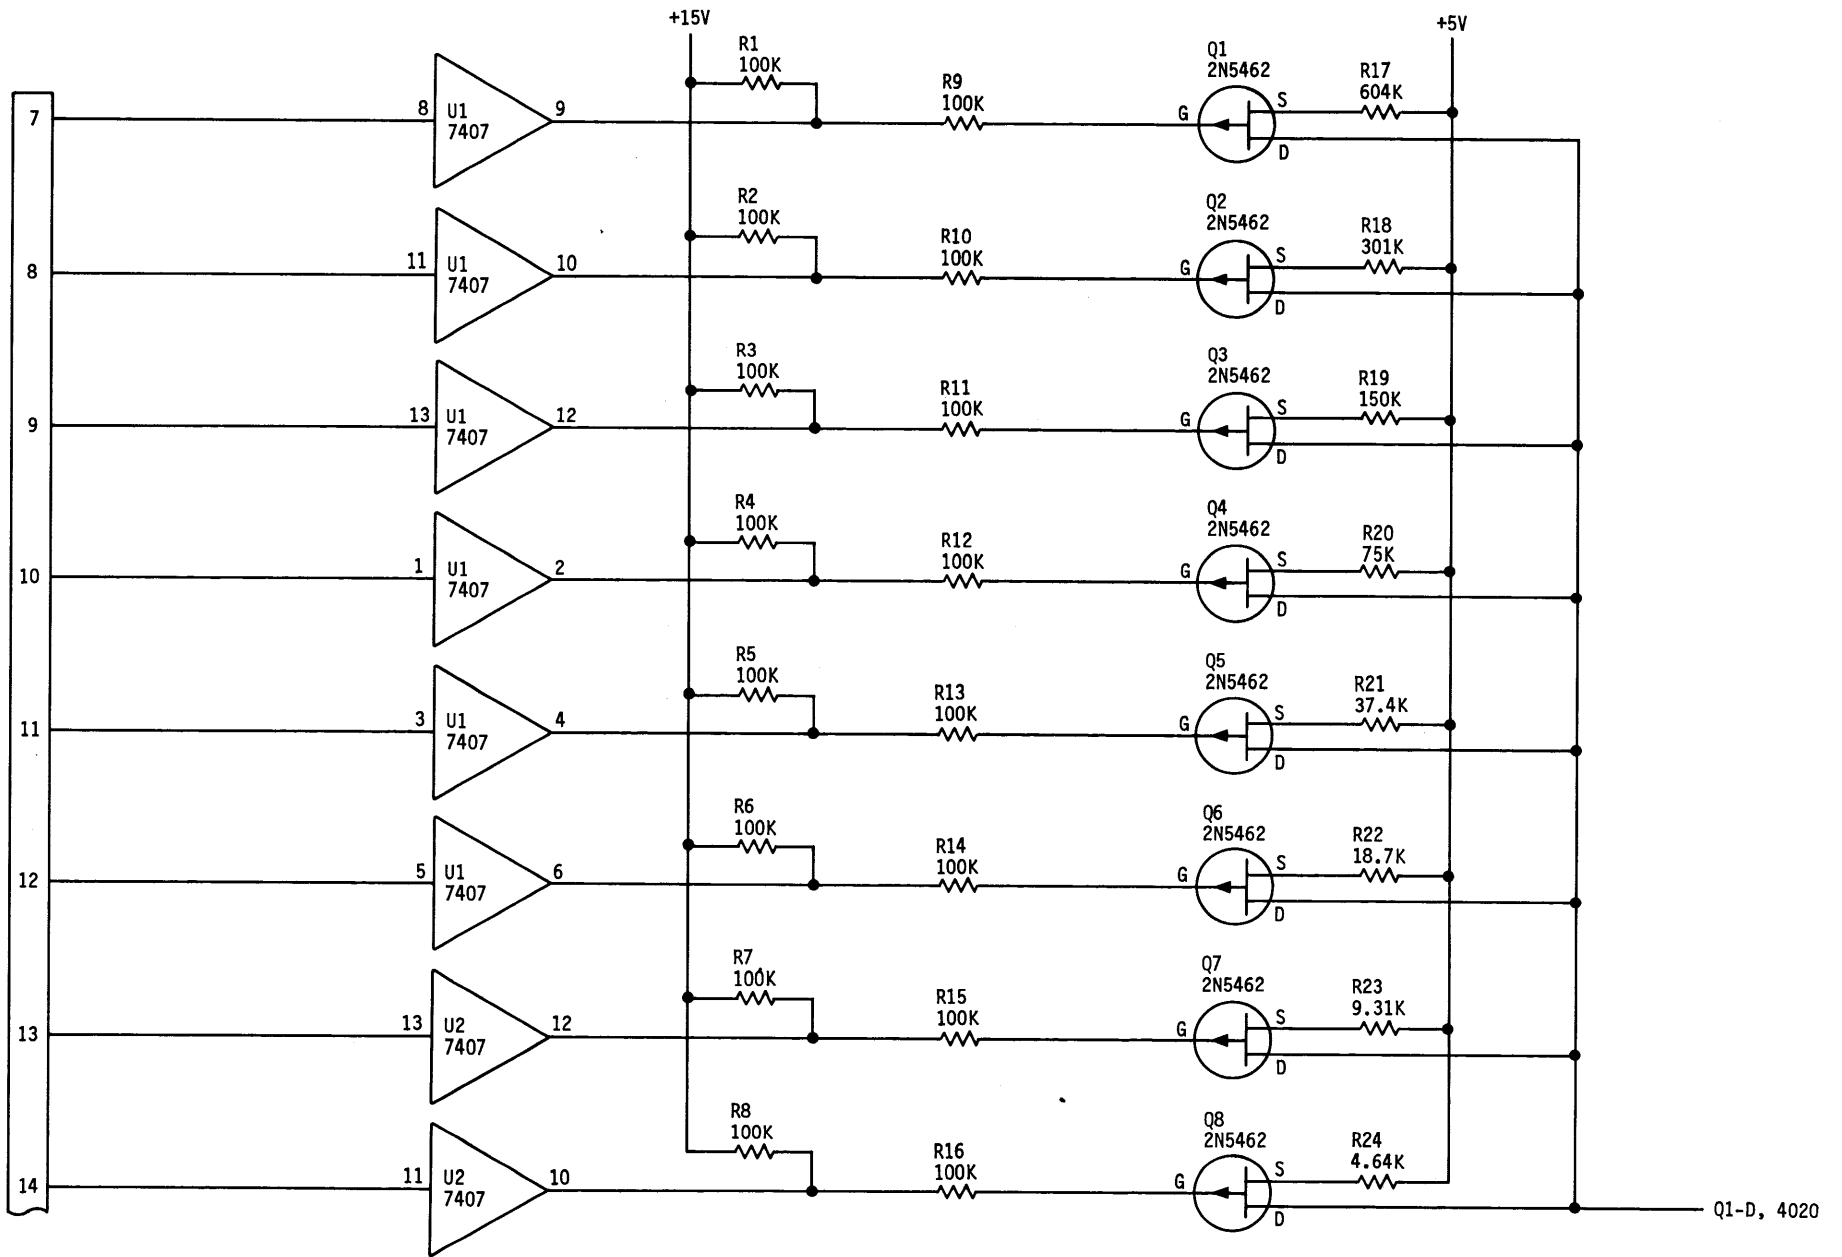 +15V
+5V
R1
100K
Q1
2N5462
R17
604K
R9
100K
7
8
U1
7407
9
G
S
D
R2
100K
Q2
2N5462
R18
301K
R10
100K
8
11
U1
7407
10
G
S
D
R3
100K
Q3
2N5462
R19
150K
R11
100K
9
13
U1
7407
12
G
S
D
R4
100K
Q4
2N5462
R20
75K
R12
100K
10
1
U1
7407
2
G
S
D
R5
100K
Q5
2N5462
R21
37.4K
R13
100K
11
3
U1
7407
4
G
S
D
R6
100K
Q6
2N5462
R22
18.7K
R14
100K
12
5
U1
7407
6
G
S
D
R7
100K
Q7
2N5462
R23
9.31K
R15
100K
13
13
U2
7407
12
G
S
D
R8
100K
Q8
2N5462
R24
4.64K
R16
100K
14
11
U2
7407
10
G
S
D
Q1-D, 4020